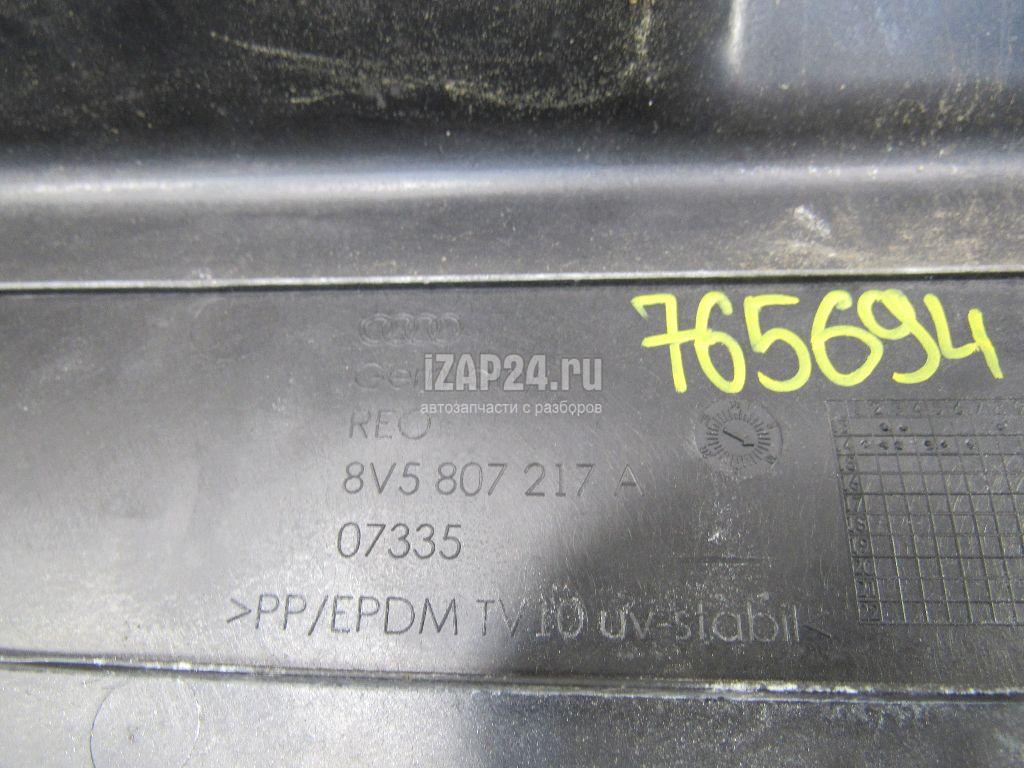 765694
iZAP24.ru
автозапчасти с разборов
REO
8V5 807 217 A
07335
>PP/EPDM TV10 uv-stabil<